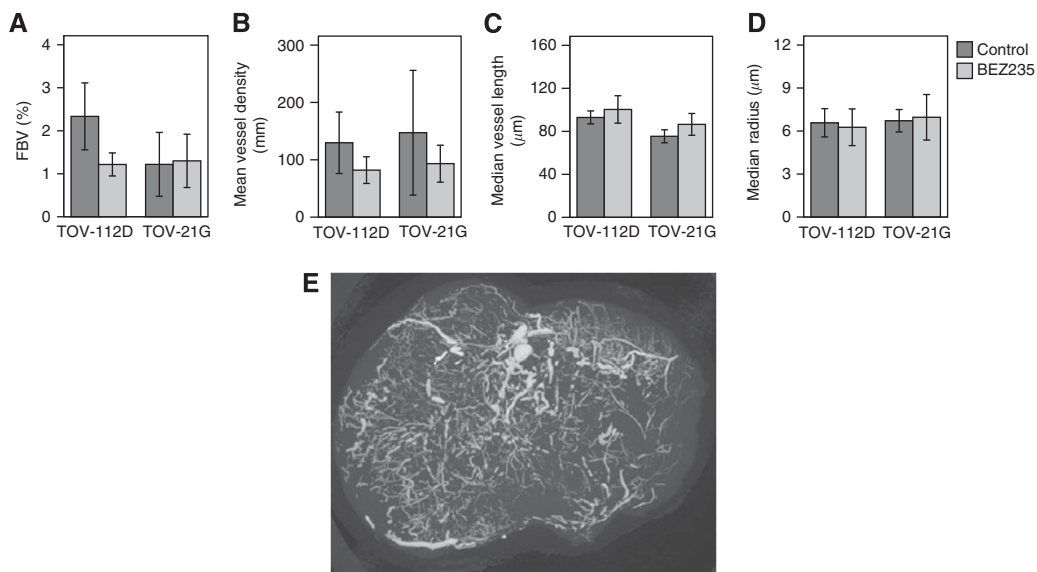 A
FBV (%)
4
3
2
1
0
TOV-112D TOV-21G
B
Mean vessel density
(mm)
300
200
100
0
TOV-112D TOV-21G
C
Median vessel length
(μm)
160
120
80
40
0
TOV-112D TOV-21G
D
Median radius (μm)
12
9
6
3
0
TOV-112D TOV-21G
Control
BEZ235
E